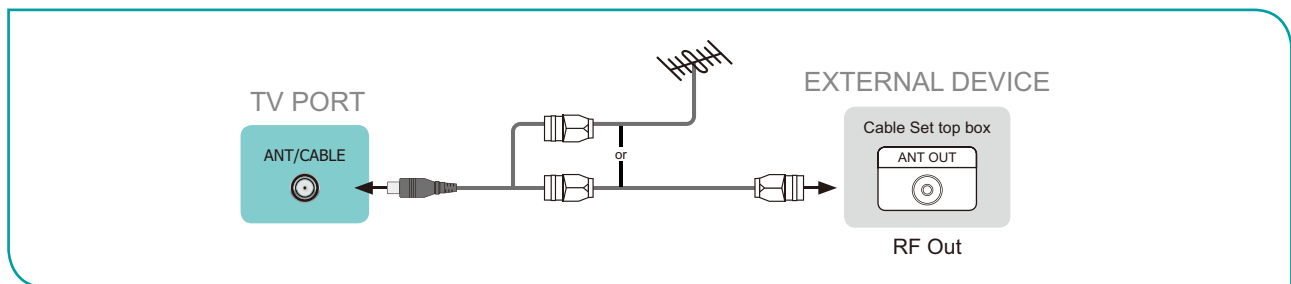 TV PORT
ANT/CABLE
or
EXTERNAL DEVICE
Cable Set top box
ANT OUT
RF Out